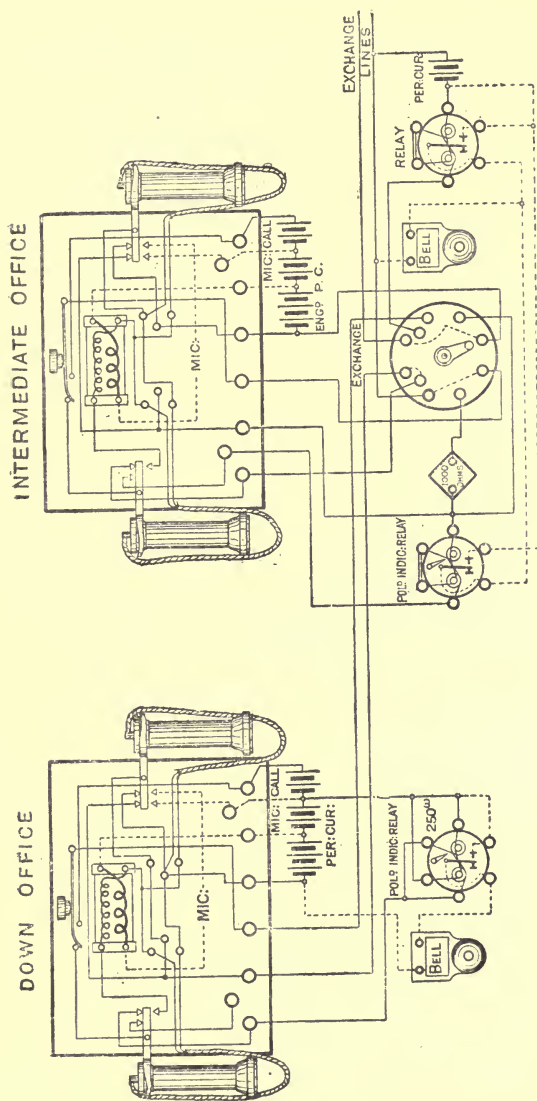 INTERMEDIATE OFFICE
MIC:
MIC: CALL
ENGD P. C.
EXCHANGE
LINES
PER: CUR:
RELAY
BELL
EXCHANGE
1000
OHMS
POLD INDIC: RELAY
DOWN OFFICE
MIC:
MIC: CALL
PER: CUR:
POLD INDIC: RELAY
250 ω
BELL